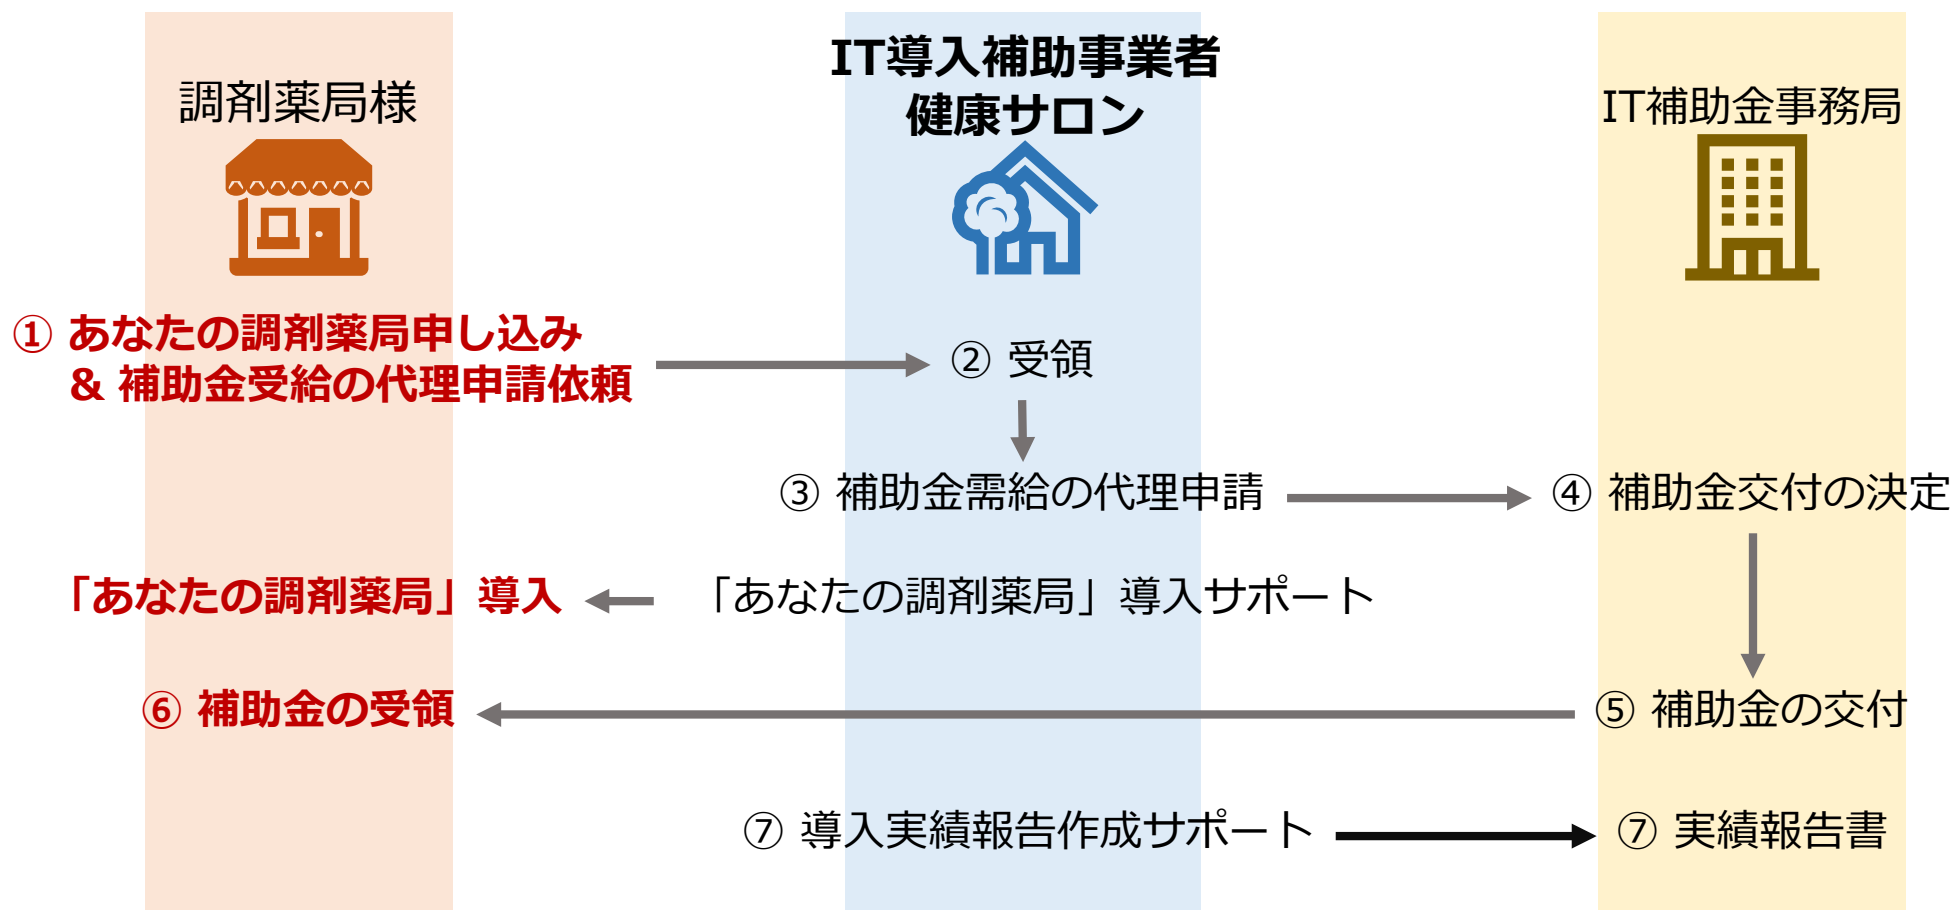 調剤薬局様
IT導入補助事業者
健康サロン
IT補助金事務局
① あなたの調剤薬局申し込み
& 補助金受給の代理申請依頼
② 受領
③ 補助金需給の代理申請
④ 補助金交付の決定
「あなたの調剤薬局」導入
「あなたの調剤薬局」導入サポート
⑥ 補助金の受領
⑤ 補助金の交付
⑦ 導入実績報告作成サポート
⑦ 実績報告書